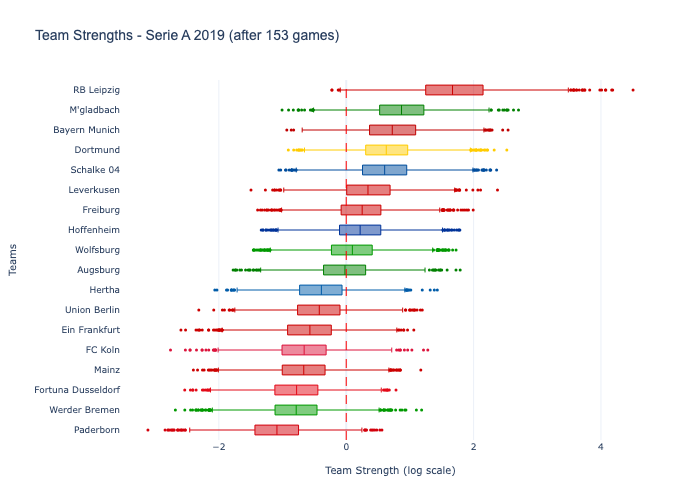 Team Strengths - Serie A 2019 (after 153 games)
RB Leipzig
M'gladbach
Bayern Munich
Dortmund
Schalke 04
Leverkusen
Freiburg
Hoffenheim
Wolfsburg
Augsburg
Hertha
Union Berlin
Ein Frankfurt
FC Koln
Mainz
Fortuna Dusseldorf
Werder Bremen
Paderborn
Teams
−2
0
2
4
Team Strength (log scale)